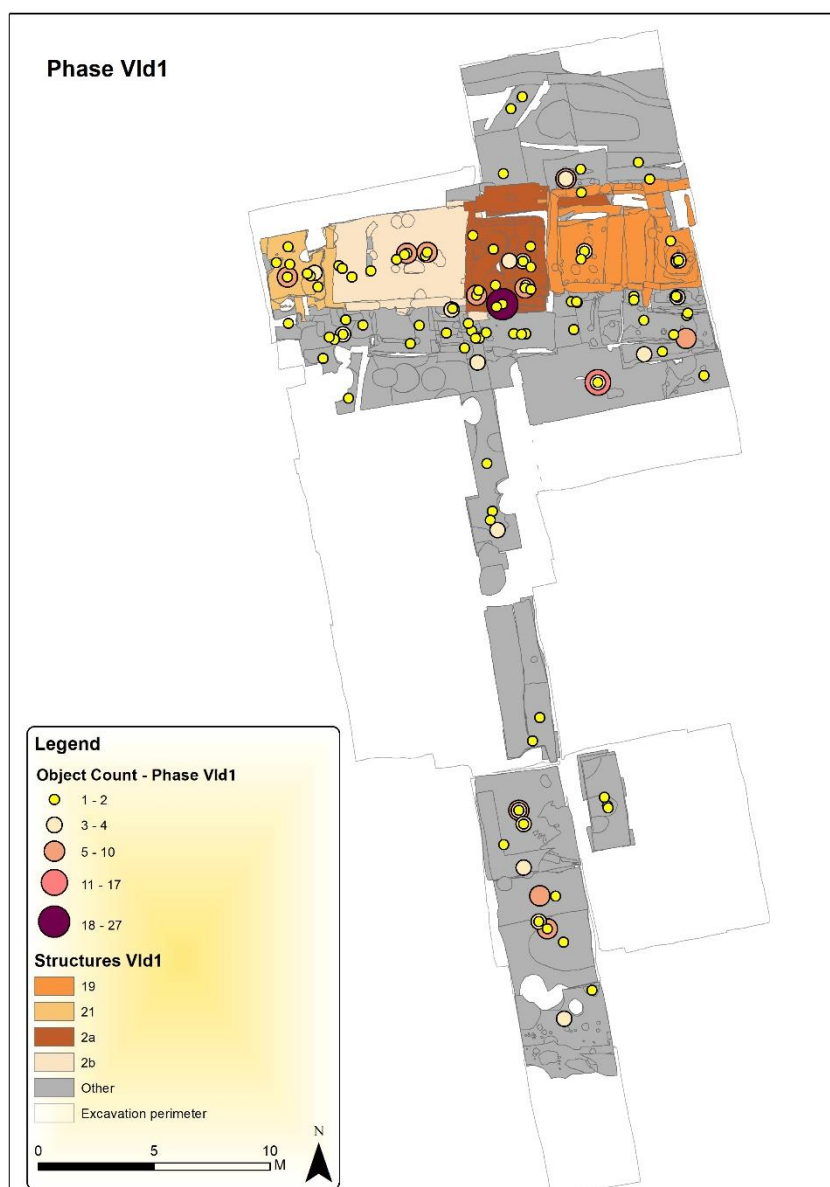 Phase VId1
Legend
Object Count - Phase VId1
1 - 2
3 - 4
5 - 10
11 - 17
18 - 27
Structures VId1
19
21
2a
2b
Other
Excavation perimeter
N
0 5 10
M